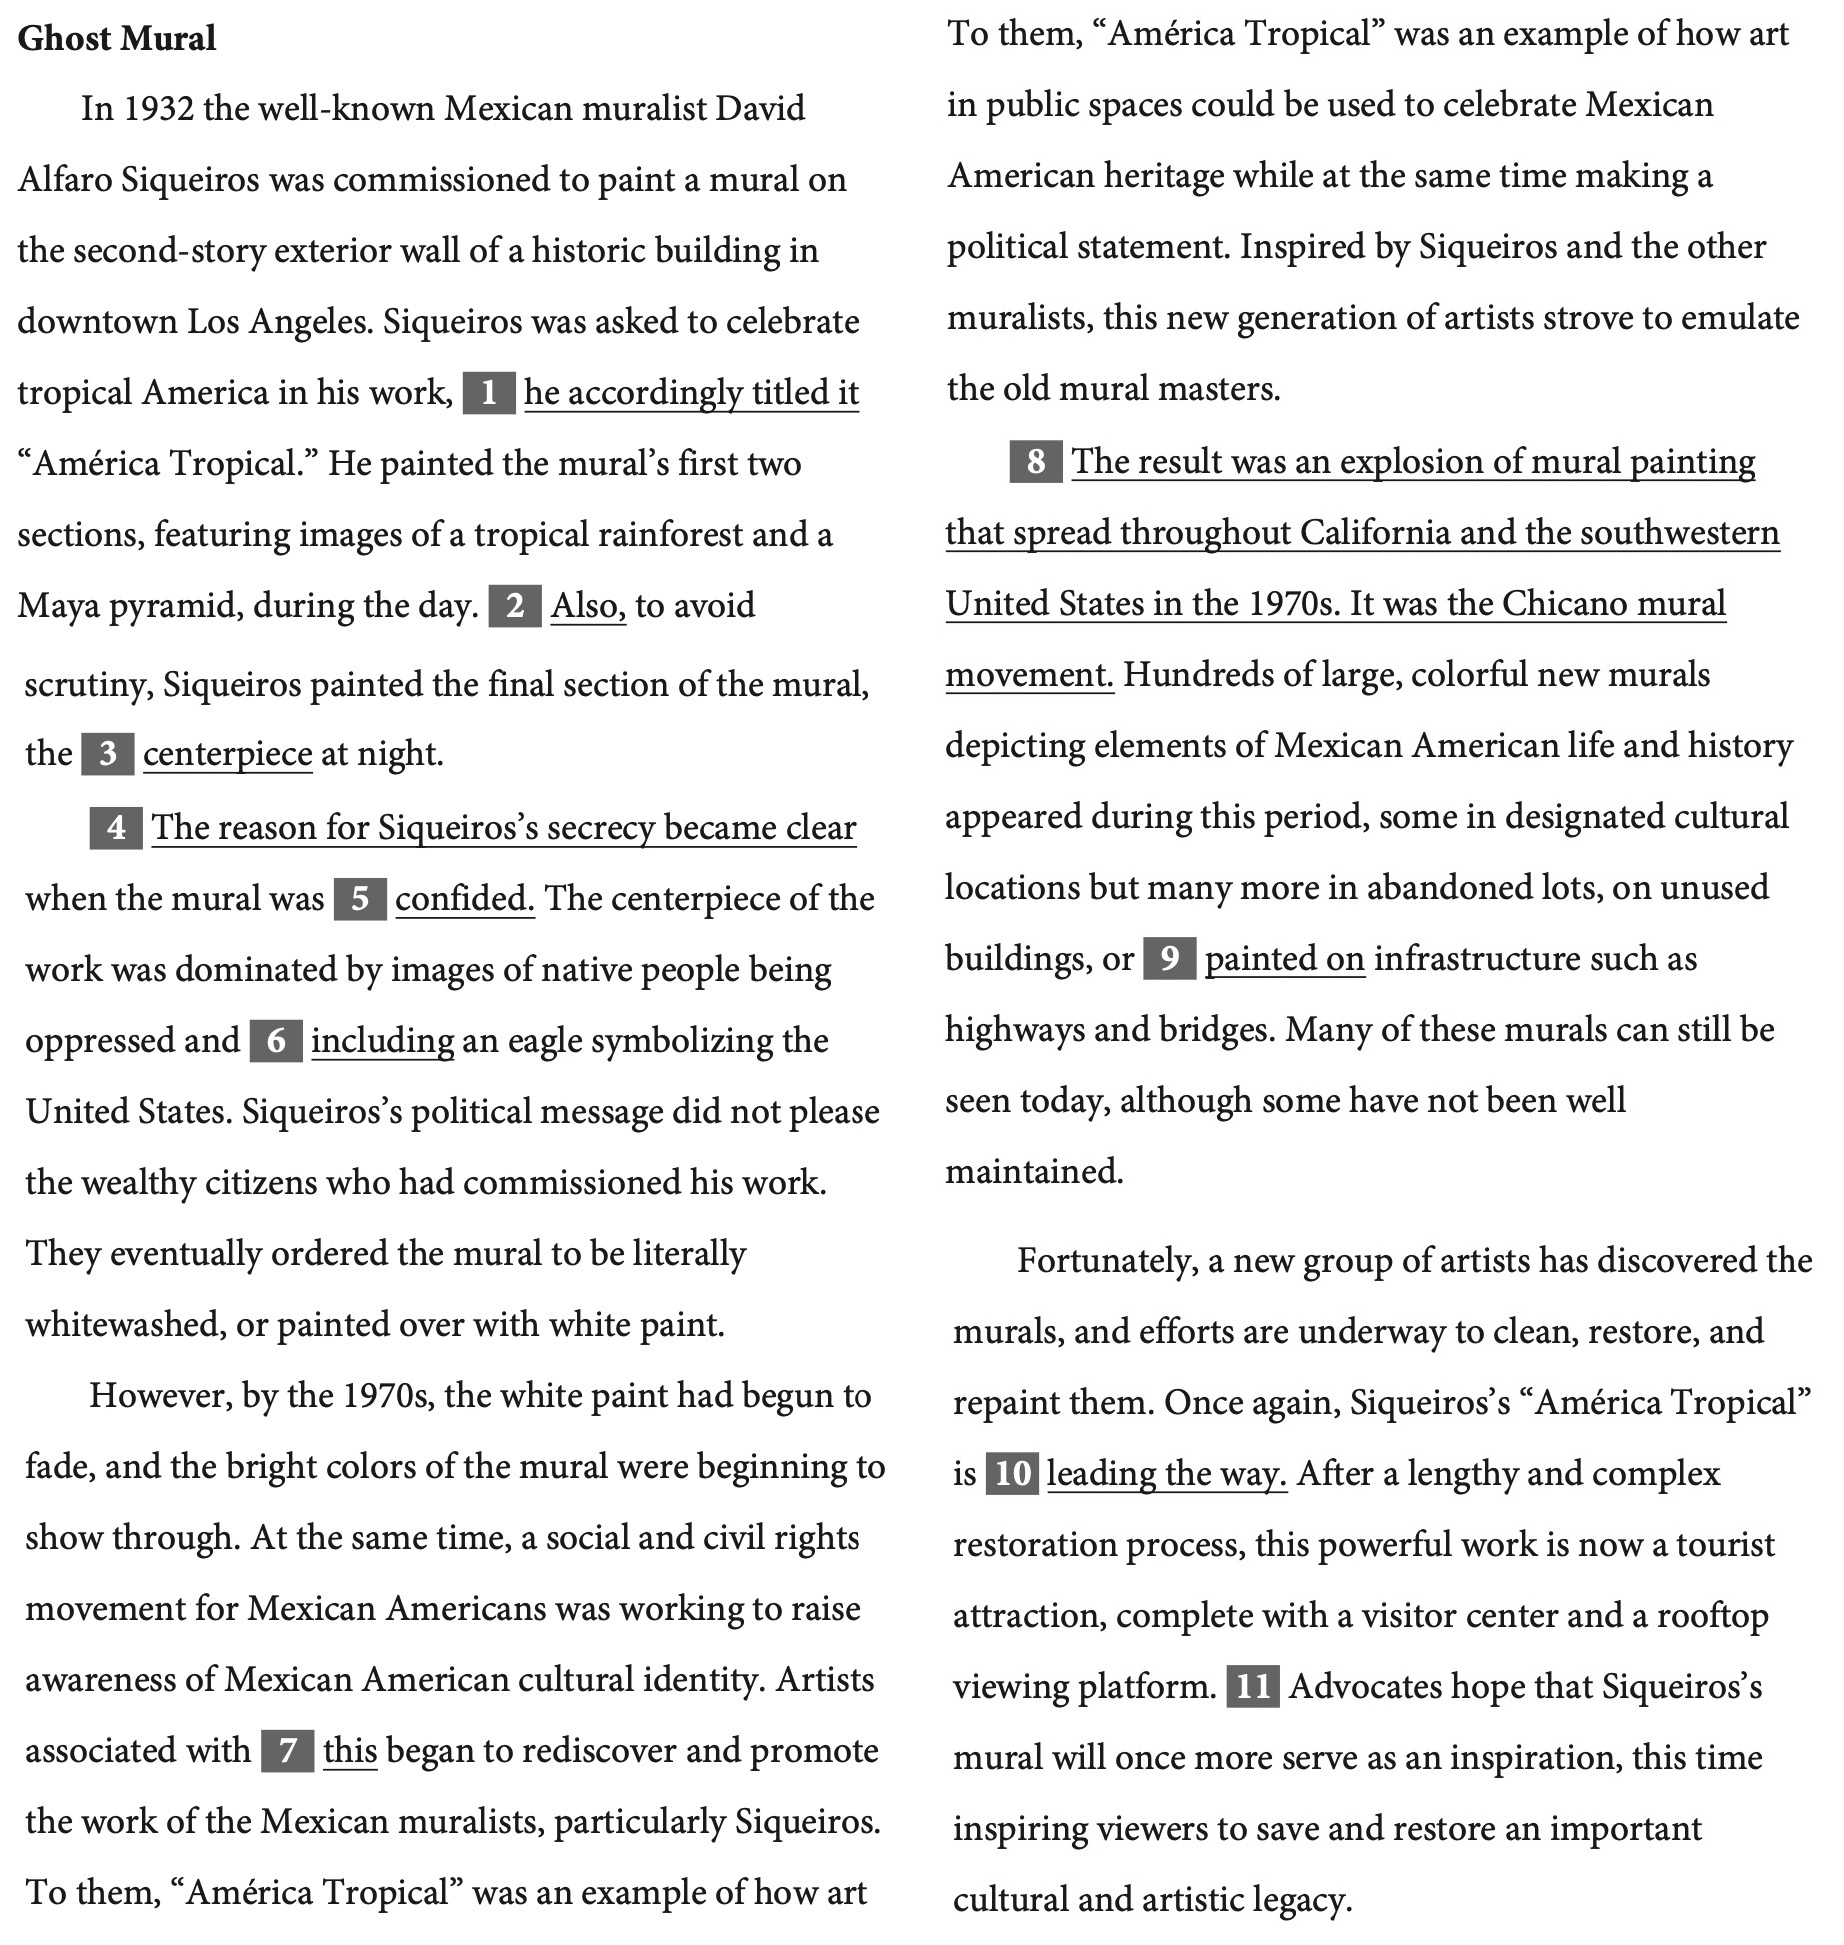 Ghost Mural
In 1932 the well-known Mexican muralist David
Alfaro Siqueiros was commissioned to paint a mural on
the second-story exterior wall of a historic building in
downtown Los Angeles. Siqueiros was asked to celebrate
tropical America in his work, 1 he accordingly titled it
“América Tropical.” He painted the mural’s first two
sections, featuring images of a tropical rainforest and a
Maya pyramid, during the day. 2 Also, to avoid
scrutiny, Siqueiros painted the final section of the mural,
the 3 centerpiece at night.
4 The reason for Siqueiros’s secrecy became clear
when the mural was 5 confided. The centerpiece of the
work was dominated by images of native people being
oppressed and 6 including an eagle symbolizing the
United States. Siqueiros’s political message did not please
the wealthy citizens who had commissioned his work.
They eventually ordered the mural to be literally
whitewashed, or painted over with white paint.
However, by the 1970s, the white paint had begun to
fade, and the bright colors of the mural were beginning to
show through. At the same time, a social and civil rights
movement for Mexican Americans was working to raise
awareness of Mexican American cultural identity. Artists
associated with 7 this began to rediscover and promote
the work of the Mexican muralists, particularly Siqueiros.
To them, “América Tropical” was an example of how art
To them, “América Tropical” was an example of how art
in public spaces could be used to celebrate Mexican
American heritage while at the same time making a
political statement. Inspired by Siqueiros and the other
muralists, this new generation of artists strove to emulate
the old mural masters.
8 The result was an explosion of mural painting
that spread throughout California and the southwestern
United States in the 1970s. It was the Chicano mural
movement. Hundreds of large, colorful new murals
depicting elements of Mexican American life and history
appeared during this period, some in designated cultural
locations but many more in abandoned lots, on unused
buildings, or 9 painted on infrastructure such as
highways and bridges. Many of these murals can still be
seen today, although some have not been well
maintained.
Fortunately, a new group of artists has discovered the
murals, and efforts are underway to clean, restore, and
repaint them. Once again, Siqueiros’s “América Tropical”
is 10 leading the way. After a lengthy and complex
restoration process, this powerful work is now a tourist
attraction, complete with a visitor center and a rooftop
viewing platform. 11 Advocates hope that Siqueiros’s
mural will once more serve as an inspiration, this time
inspiring viewers to save and restore an important
cultural and artistic legacy.